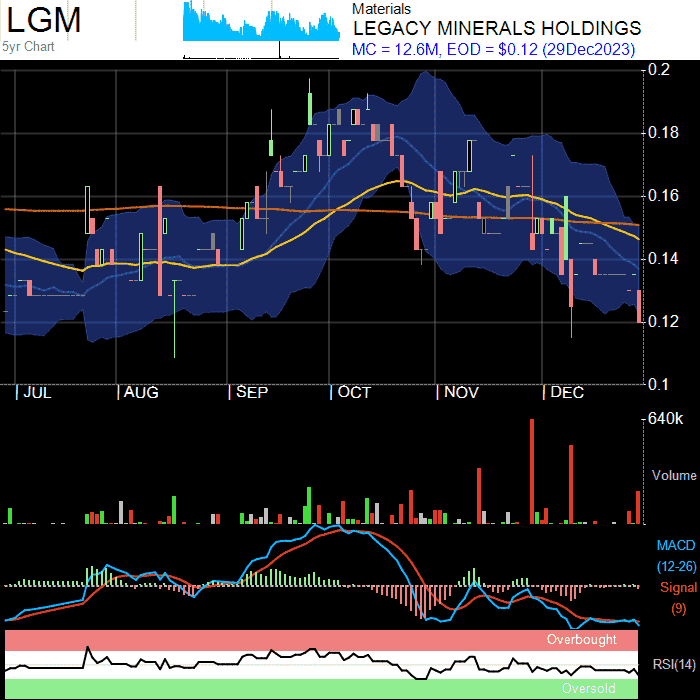 LGM
5yr Chart
Materials
LEGACY MINERALS HOLDINGS
MC = 12.6M, EOD = $0.12 (29Dec2023)
0.2
0.18
0.16
0.14
0.12
0.1
JUL
AUG
SEP
OCT
NOV
DEC
640k
Volume
MACD
(12-26)
Signal
(9)
Overbought
RSI(14)
Oversold